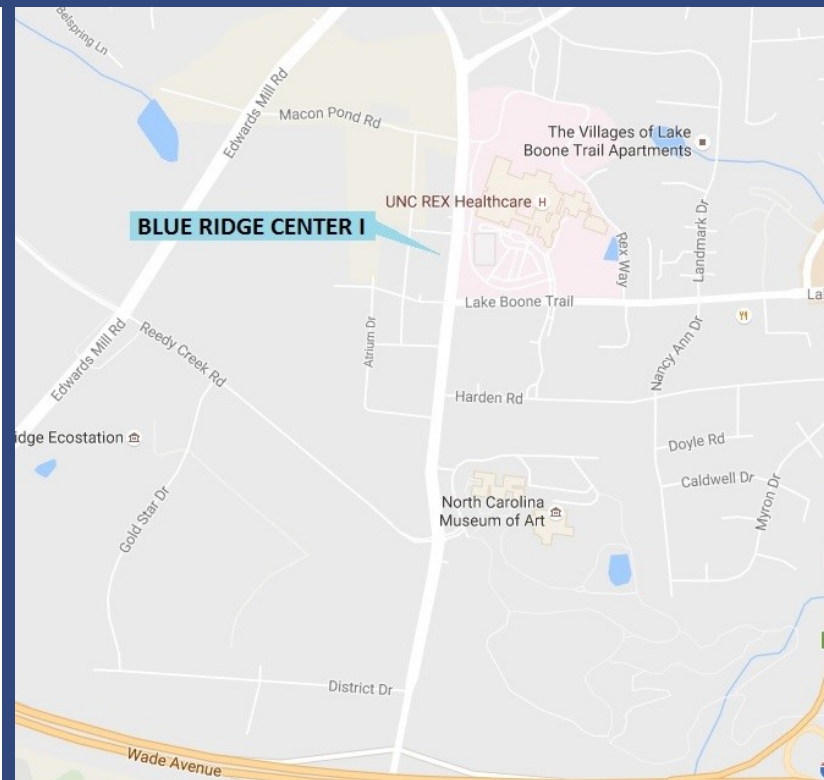 Belspring Ln
Edwards Mill Rd
Macon Pond Rd
The Villages of Lake
Boone Trail Apartments
UNC REX Healthcare
H
BLUE RIDGE CENTER I
Rex Way
Landmark Dr
Lake Boone Trail
La
Reedy Creek Rd
Atrium Dr
Edwards Mill Rd
Nancy Ann Dr
Harden Rd
idge Ecostation
Doyle Rd
Caldwell Dr
Myron Dr
North Carolina
Museum of Art
Gold Star Dr
District Dr
Wade Avenue